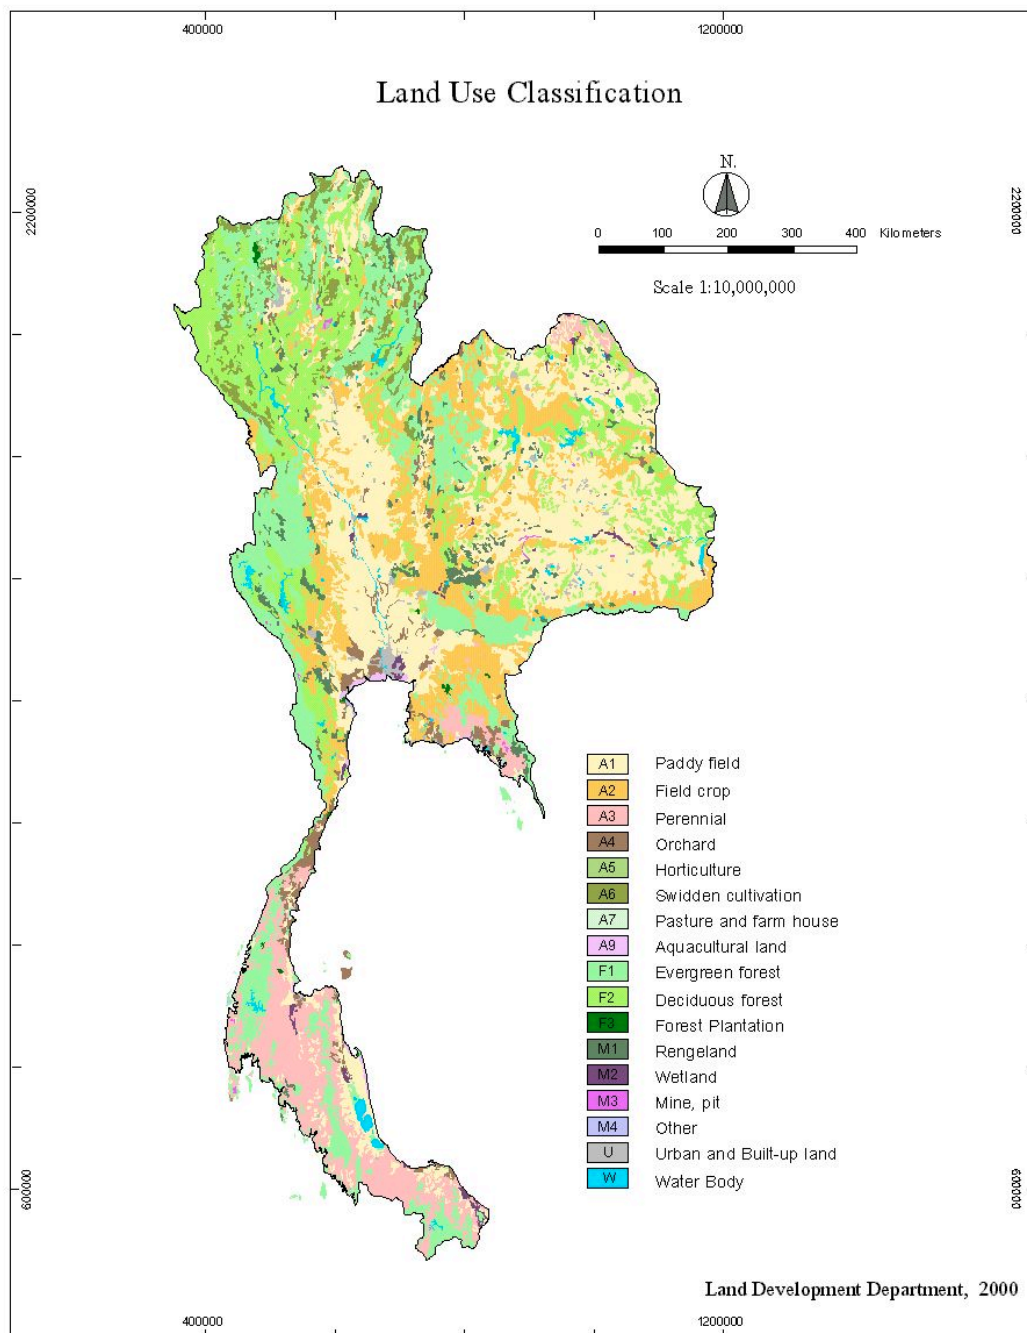 400000
1200000
Land Use Classification
N.
2200000
2200000
0 100 200 300 400 Kilometers
Scale 1:10,000,000
A1 Paddy field
A2 Field crop
A3 Perennial
A4 Orchard
A5 Horticulture
A6 Swidden cultivation
A7 Pasture and farm house
A9 Aquacultural land
F1 Evergreen forest
F2 Deciduous forest
F3 Forest Plantation
M1 Rengeland
M2 Wetland
M3 Mine, pit
M4 Other
U Urban and Built-up land
W Water Body
600000
600000
Land Development Department, 2000
400000
1200000